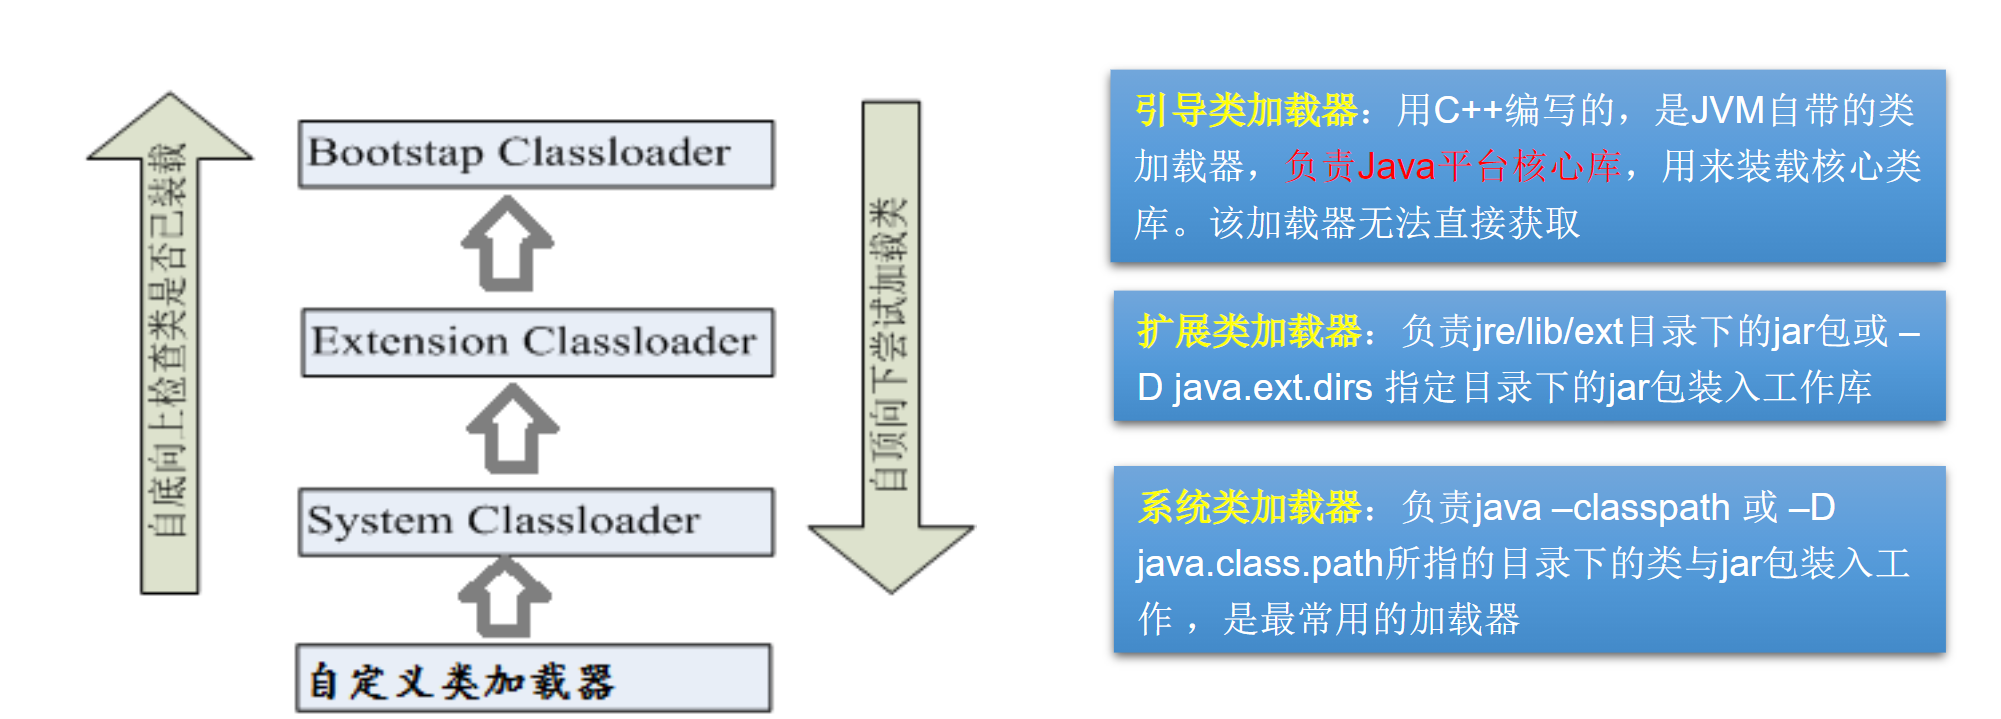 自底向上检查类是否已装载
Bootstap Classloader
Extension Classloader
System Classloader
自定义类加载器
自顶向下尝试加载类
引导类加载器：用C++编写的，是JVM自带的类
加载器，负责Java平台核心库，用来装载核心类
库。该加载器无法直接获取
扩展类加载器：负责jre/lib/ext目录下的jar包或 –
D java.ext.dirs 指定目录下的jar包装入工作库
系统类加载器：负责java –classpath 或 –D
java.class.path所指的目录下的类与jar包装入工
作 ，是最常用的加载器